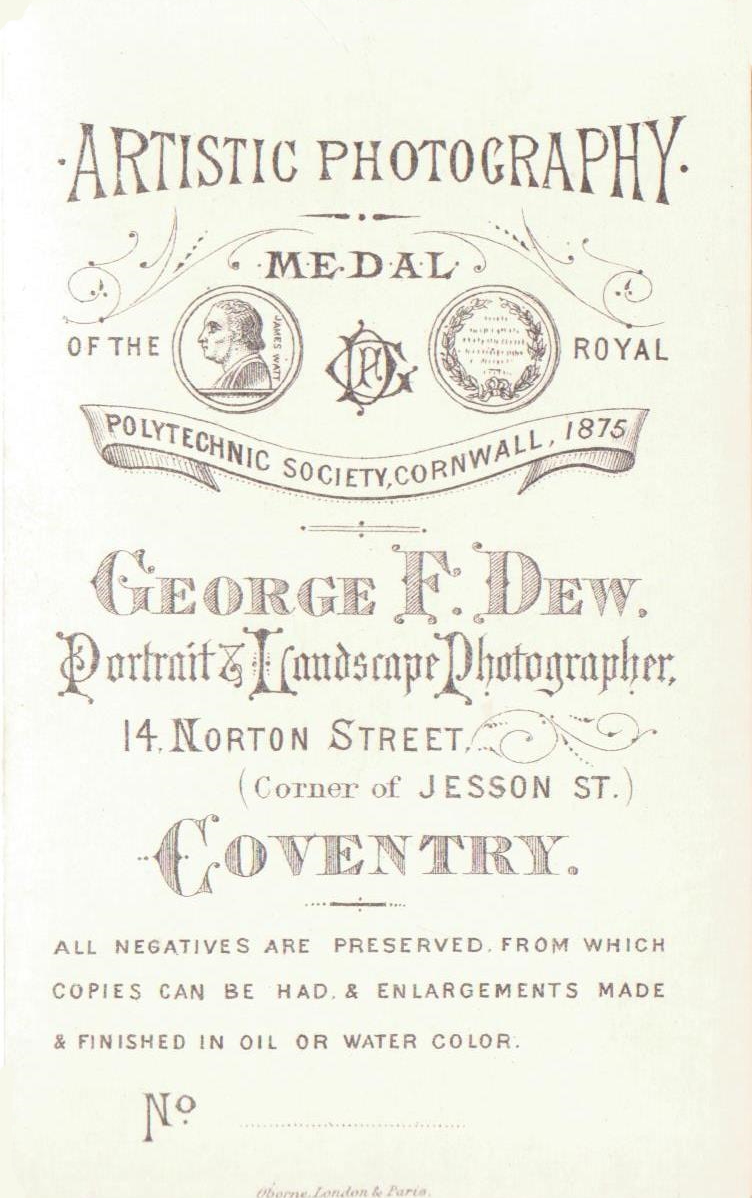 ·ARTISTIC PHOTOGRAPHY·
·M·E·D·A·L·
OF THE
JAMES WATT
ROYAL
POLYTECHNIC SOCIETY, CORNWALL, 1875
GEORGE F. DEW.
Portrait & Landscape Photographer,
14, NORTON STREET,
(Corner of JESSON ST.)
COVENTRY.
ALL NEGATIVES ARE PRESERVED, FROM WHICH
COPIES CAN BE HAD, & ENLARGEMENTS MADE
& FINISHED IN OIL OR WATER COLOR.
No.
Oborne, London & Paris.